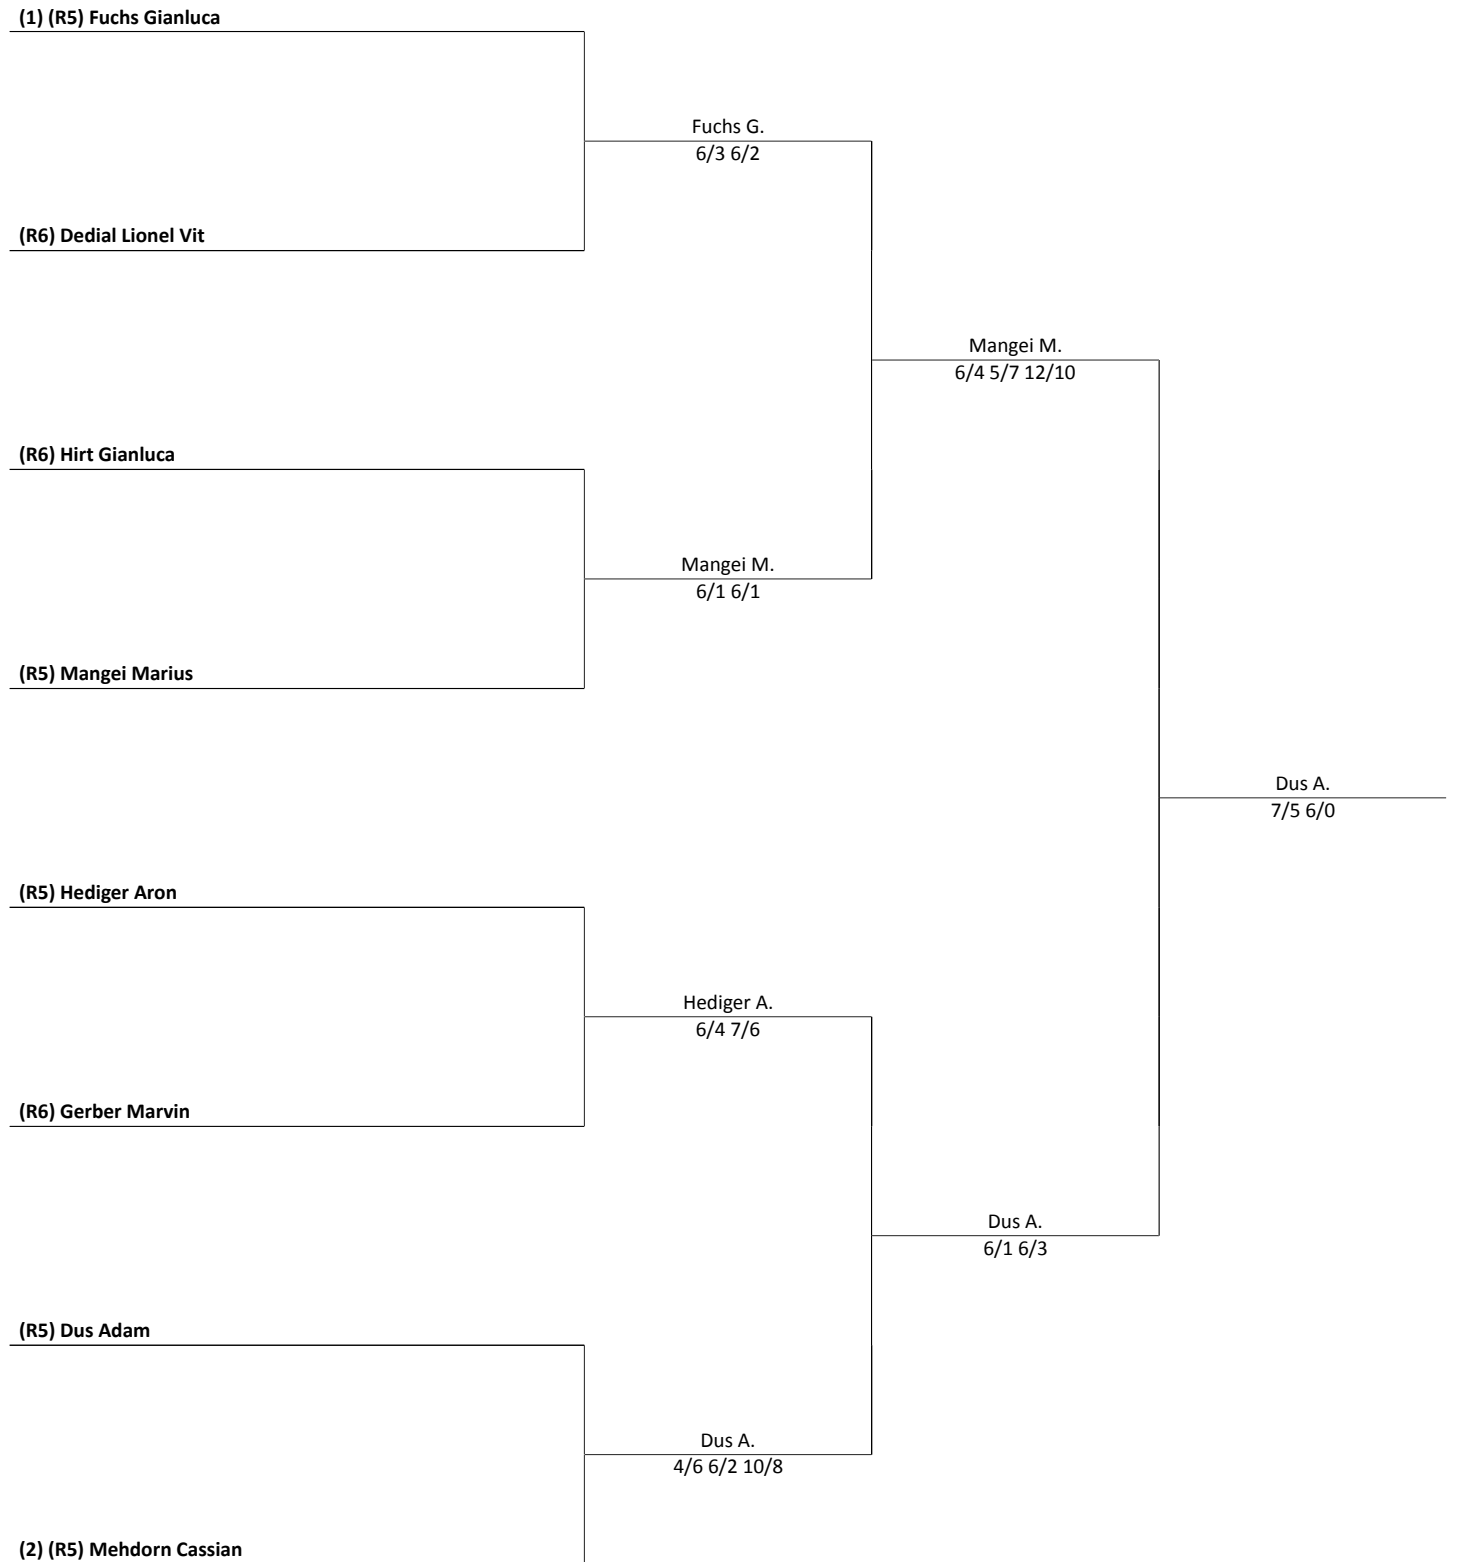 (1) (R5) Fuchs Gianluca
Fuchs G.
6/3 6/2
(R6) Dedial Lionel Vit
Mangei M.
6/4 5/7 12/10
(R6) Hirt Gianluca
Mangei M.
6/1 6/1
(R5) Mangei Marius
Dus A.
7/5 6/0
(R5) Hediger Aron
Hediger A.
6/4 7/6
(R6) Gerber Marvin
Dus A.
6/1 6/3
(R5) Dus Adam
Dus A.
4/6 6/2 10/8
(2) (R5) Mehdorn Cassian